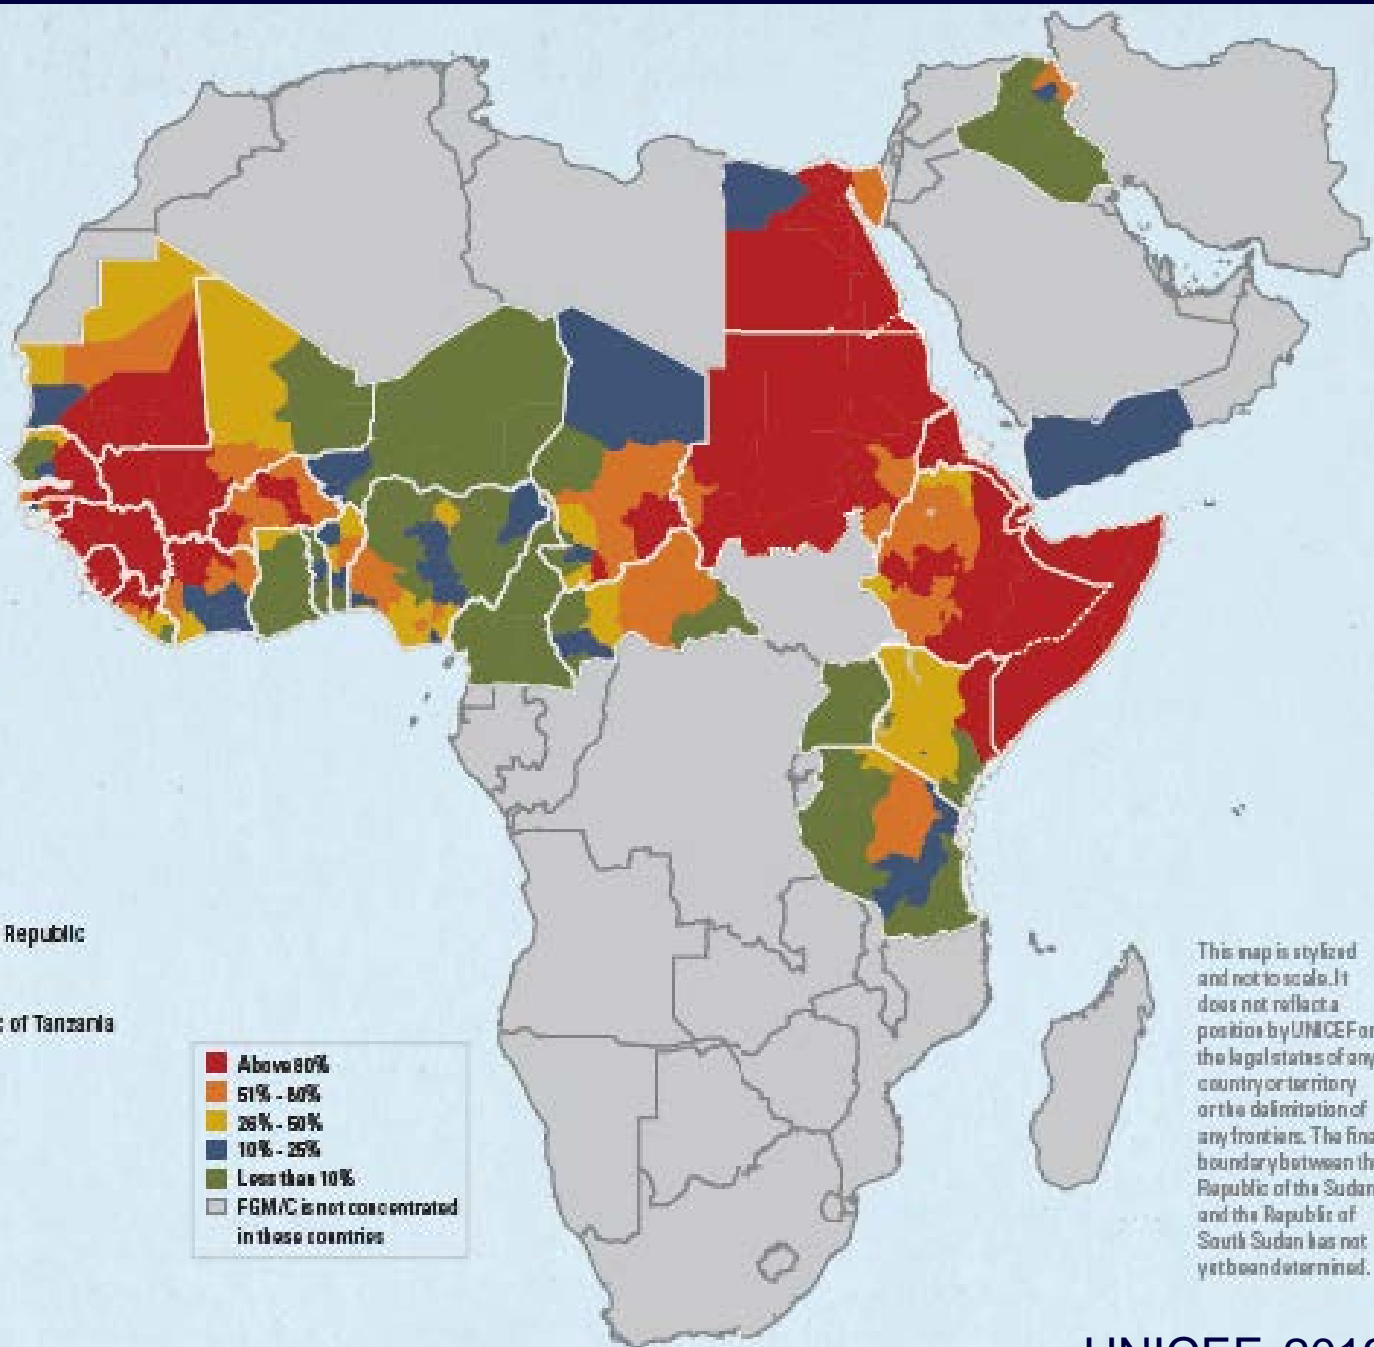 Republic
of Tanzania
Above 80%
51% - 80%
26% - 50%
10% - 25%
Less than 10%
FGM/C is not concentrated
in these countries
This map is stylized
and not to scale. It
does not reflect a
position by UNICEF on
the legal status of any
country or territory
or the delimitation of
any frontiers. The fina
boundary between the
Republic of the Sudan
and the Republic of
South Sudan has not
yet been determined.
UNICEF